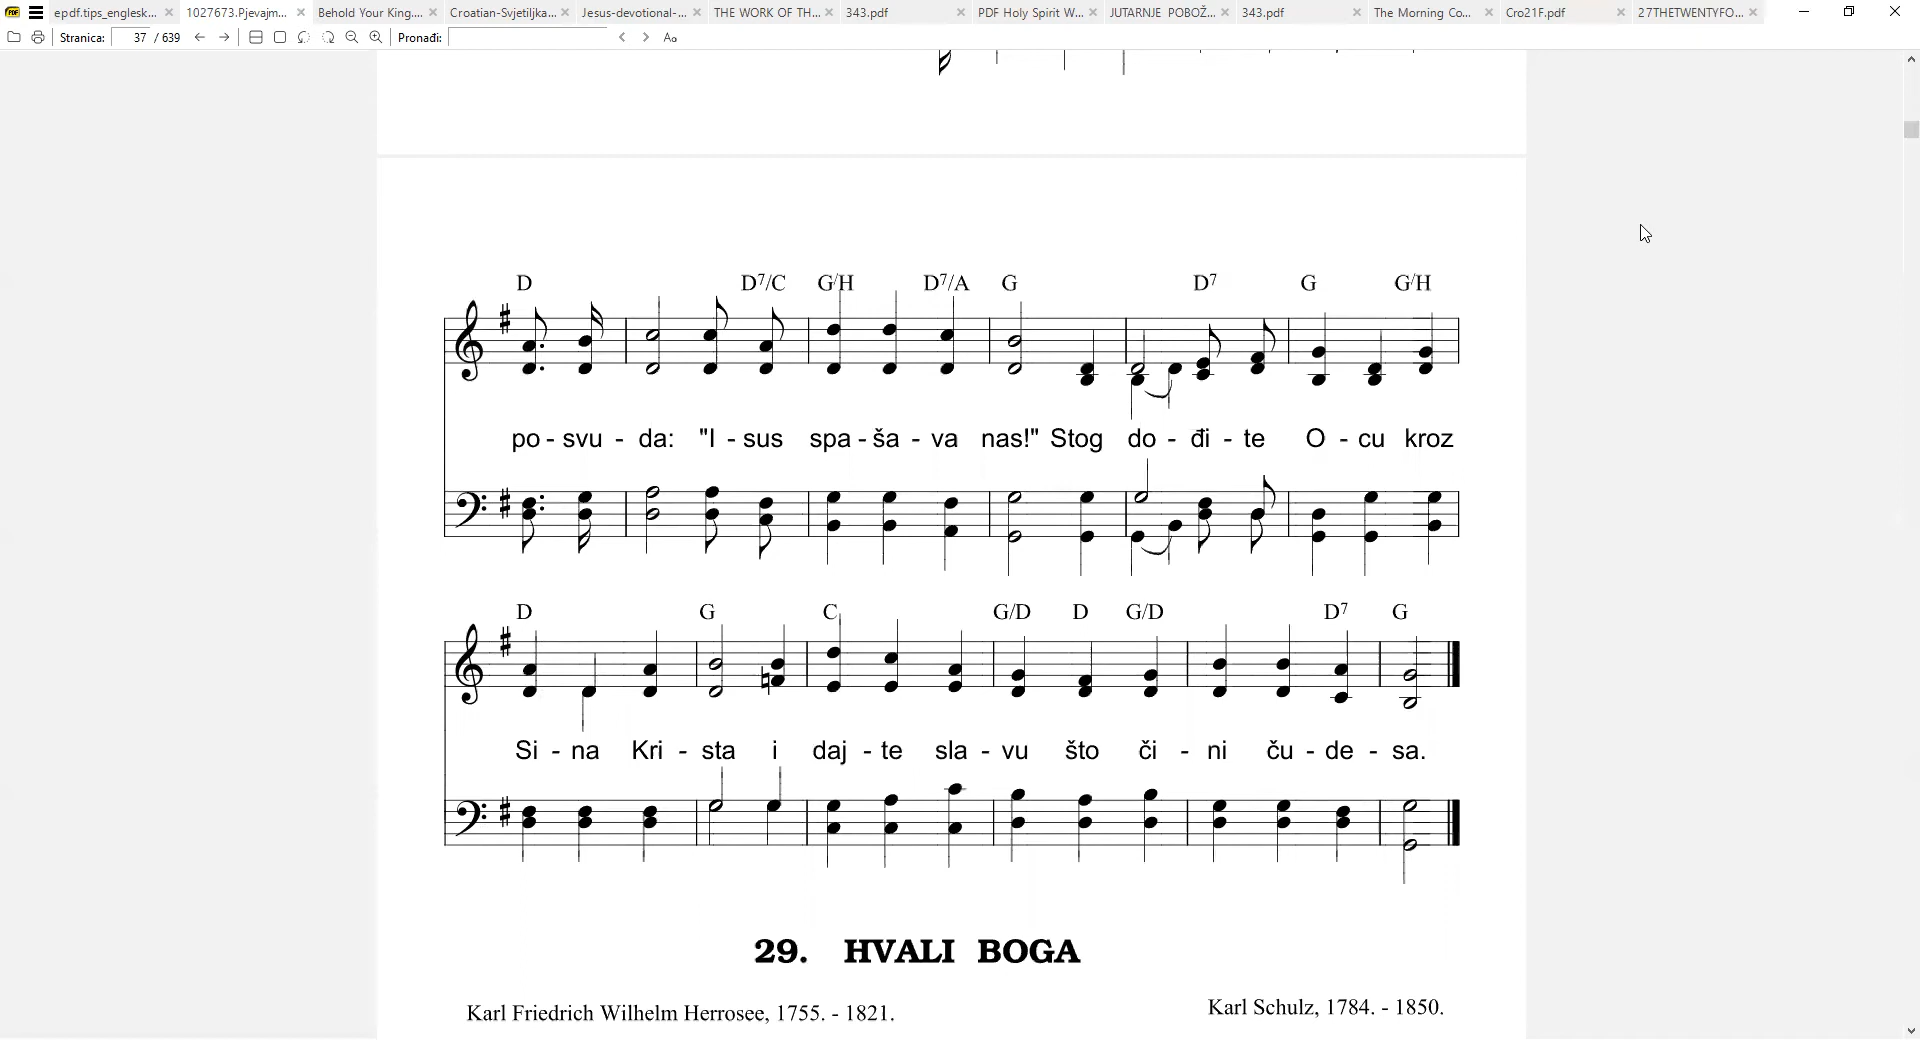 epdf.tips_englesk... 1027673.Pjevajm... Behold Your King.... Croatian-Svjetiljka... Jesus-devotional-... THE WORK OF TH... 343.pdf PDF Holy Spirit W... JUTARNJE POBOŽ... 343.pdf The Morning Co... Cro21F.pdf 27THETWENTYFO...
Stranica: 37 / 639 Pronađi: Aa
D D7/C G/H D7/A G D7 G G/H
po - svu - da: "I - sus spa - ša - va nas!" Stog do - đi - te O - cu kroz
D G C G/D D G/D D7 G
Si - na Kri - sta i daj - te sla - vu što či - ni ču - de - sa.
29. HVALI BOGA
Karl Friedrich Wilhelm Herrosee, 1755. - 1821. Karl Schulz, 1784. - 1850.